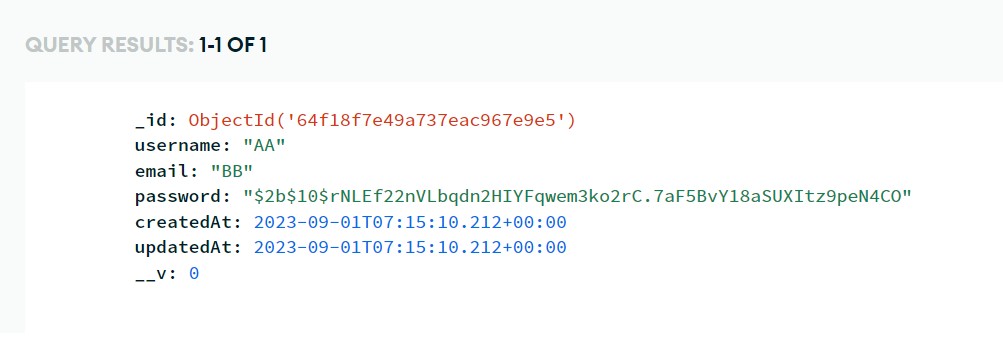 QUERY RESULTS: 1-1 OF 1
_id: ObjectId('64f18f7e49a737eac967e9e5')
username: "AA"
email: "BB"
password: "$2b$10$rNLEf22nVLbqdn2HIYFqwem3ko2rC.7aF5BvY18aSUXItz9peN4CO"
createdAt: 2023-09-01T07:15:10.212+00:00
updatedAt: 2023-09-01T07:15:10.212+00:00
__v: 0